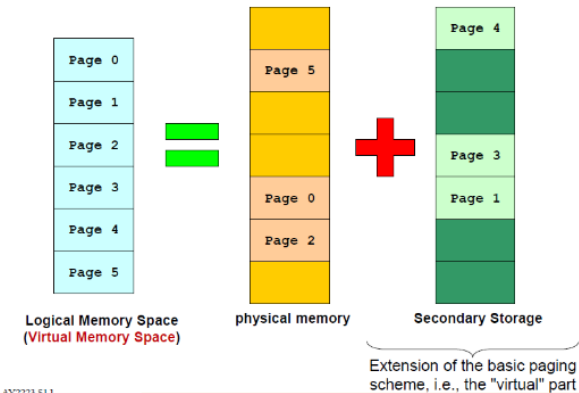 Page 0
Page 1
Page 2
Page 3
Page 4
Page 5
Logical Memory Space
(Virtual Memory Space)
Page 5
Page 0
Page 2
physical memory
Page 4
Page 3
Page 1
Secondary Storage
Extension of the basic paging
scheme, i.e., the "virtual" part